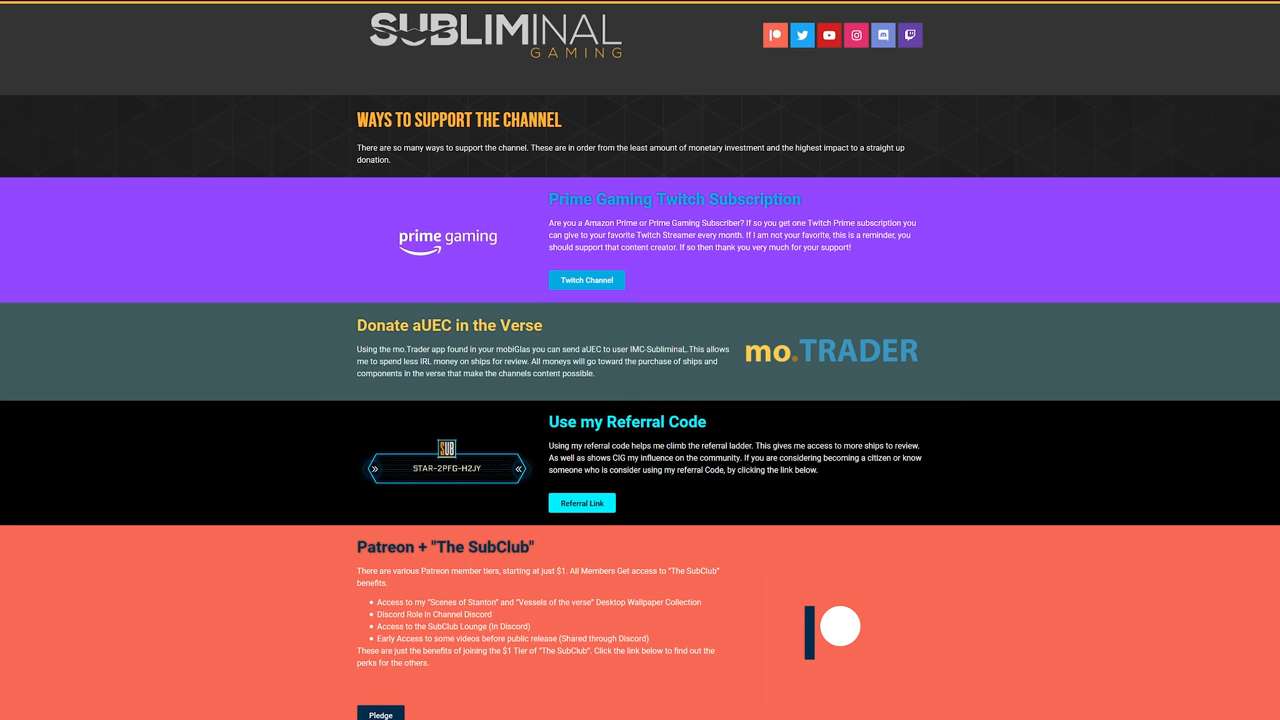 SUBLIMINAL
GAMING
WAYS TO SUPPORT THE CHANNEL
There are so many ways to support the channel. These are in order from the least amount of monetary investment and the highest impact to a straight up
donation.
prime gaming
Prime Gaming Twitch Subscription
Are you a Amazon Prime or Prime Gaming Subscriber? If so you get one Twitch Prime subscription you
can give to your favorite Twitch Streamer every month. If I am not your favorite, this is a reminder, you
should support that content creator. If so then thank you very much for your support!
Twitch Channel
Donate aUEC in the Verse
Using the mo.Trader app found in your mobiGlas you can send aUEC to user IMC-SubliminaL.This allows
me to spend less IRL money on ships for review. All moneys will go toward the purchase of ships and
components in the verse that make the channels content possible.
mo.TRADER
SUB
STAR-2PFG-H2JY
Use my Referral Code
Using my referral code helps me climb the referral ladder. This gives me access to more ships to review.
As well as shows CIG my influence on the community. If you are considering becoming a citizen or know
someone who is consider using my referral Code, by clicking the link below.
Referral Link
Patreon + "The SubClub"
There are various Patreon member tiers, starting at just $1. All Members Get access to "The SubClub"
benefits.
• Access to my "Scenes of Stanton" and "Vessels of the verse" Desktop Wallpaper Collection
• Discord Role in Channel Discord
• Access to the SubClub Lounge (In Discord)
• Early Access to some videos before public release (Shared through Discord)
These are just the benefits of joining the $1 Tier of "The SubClub". Click the link below to find out the
perks for the others.
Pledge